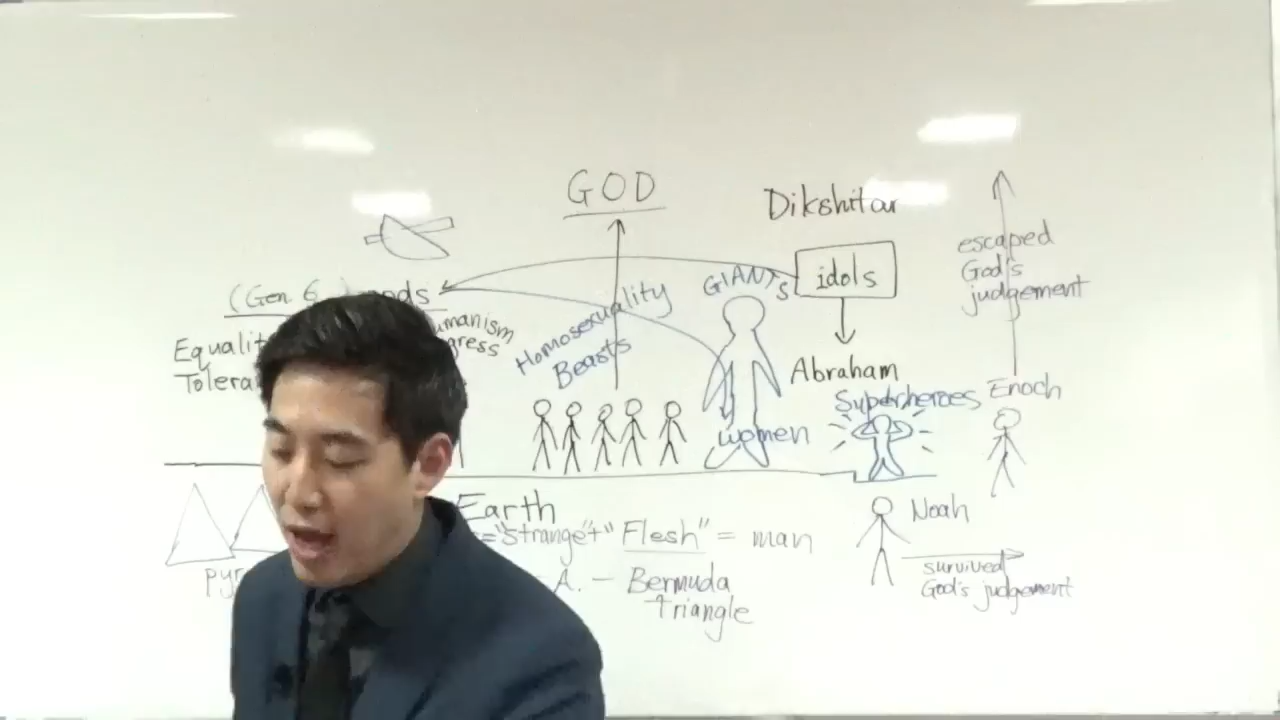 GOD
Dikshitar
(Gen 6
idols
escaped
God's
judgement
GIANTS
Homosexuality
Beasts
Abraham
Superheroes
Enoch
women
Earth
="strange"+"Flesh" = man
A. - Bermuda
Triangle
Noah
survived
God's judgement